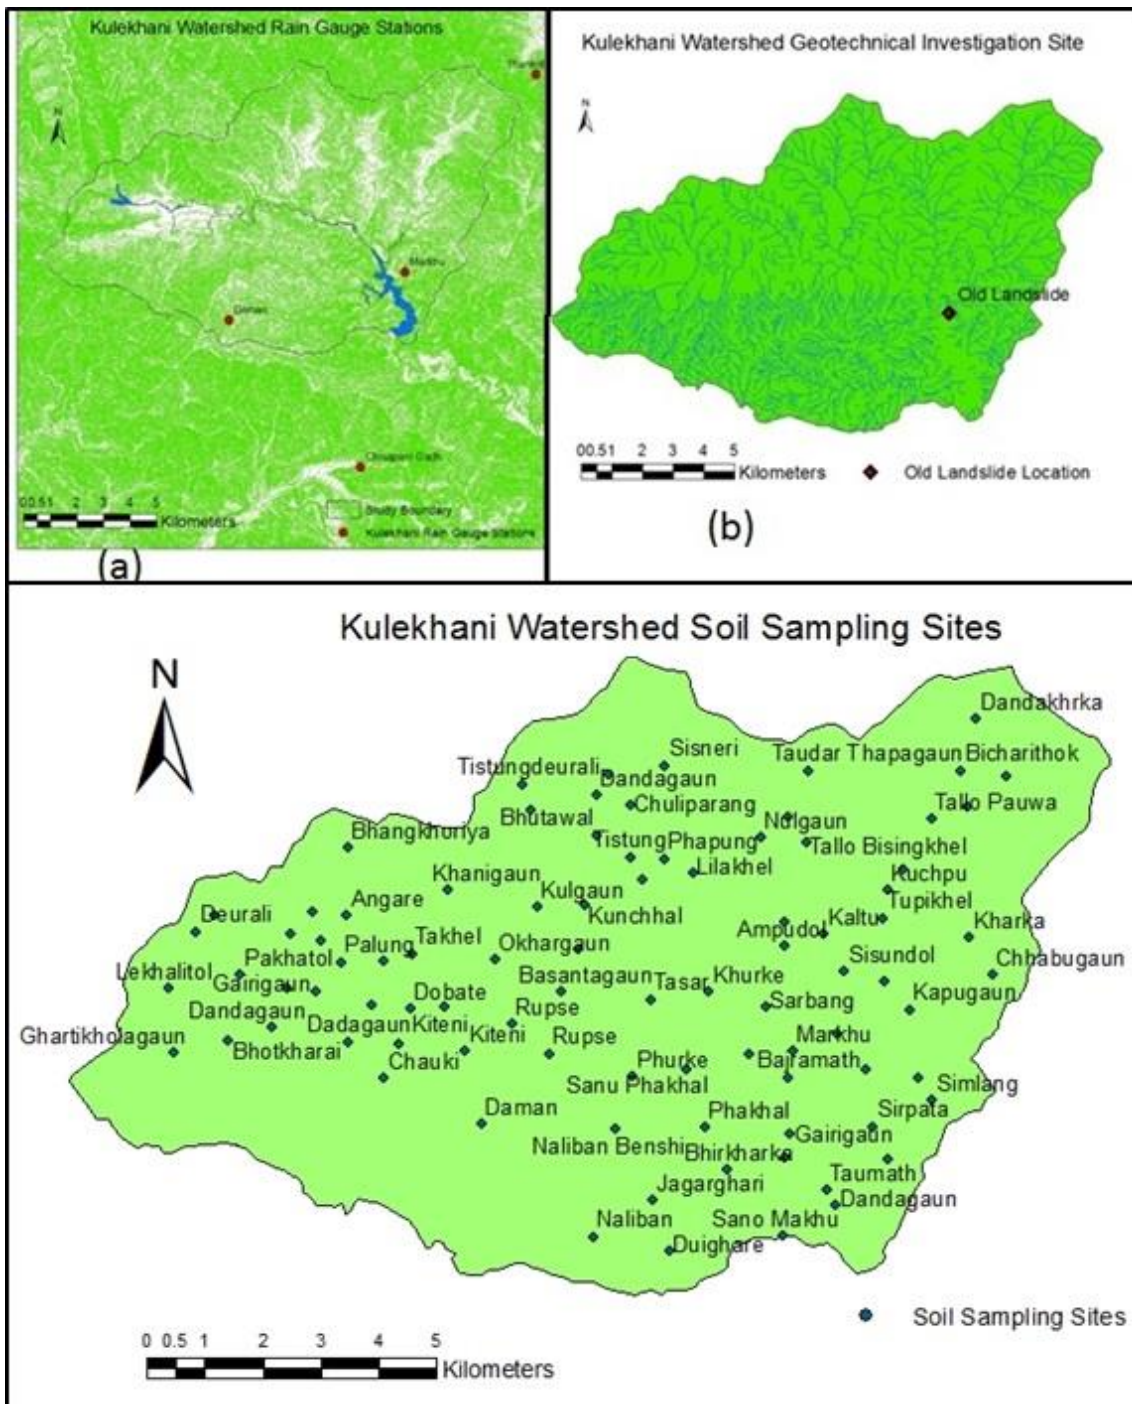 Kulekhani Watershed Rain Gauge Stations
N
Markhu
Daman
Chisapani Gadhi
00.51 2 3 4 5
Kilometers
Study Boundary
Kulekhani Rain Gauge Stations
(a)
Kulekhani Watershed Geotechnical Investigation Site
N
Old Landslide
00.51 2 3 4 5
Kilometers
Old Landslide Location
(b)
Kulekhani Watershed Soil Sampling Sites
N
Dandakhrka
Sisneri
Taudar
Thapagaun
Bicharithok
Tistungdeurali
Dandagaun
Chuliparang
Bhutawal
Tallo Pauwa
Bhangkhoriya
Tistung
Phapung
Nulgaun
Tallo Bisingkhel
Khanigaun
Lilakhel
Kuchpu
Tupikhel
Deurali
Angare
Kulgaun
Kunchhal
Ampudol
Kaltu
Kharka
Pakhatol
Palung
Takhel
Okhargaun
Sisundol
Lekhalitol
Gairigaun
Basantagaun
Tasar
Khurke
Chhabugaun
Dandagaun
Dadagaun
Dobate
Kiteni
Rupse
Sarbang
Kapugaun
Ghartikholagaun
Bhotkharai
Chauki
Kiteni
Rupse
Markhu
Phurke
Bajramath
Sanu Phakhal
Simlang
Daman
Phakhal
Sirpata
Naliban Benshi
Gairigaun
Bhirkharka
Taumath
Jagarghari
Dandagaun
Naliban
Sano Makhu
Duighare
Soil Sampling Sites
0 0.5 1 2 3 4 5
Kilometers